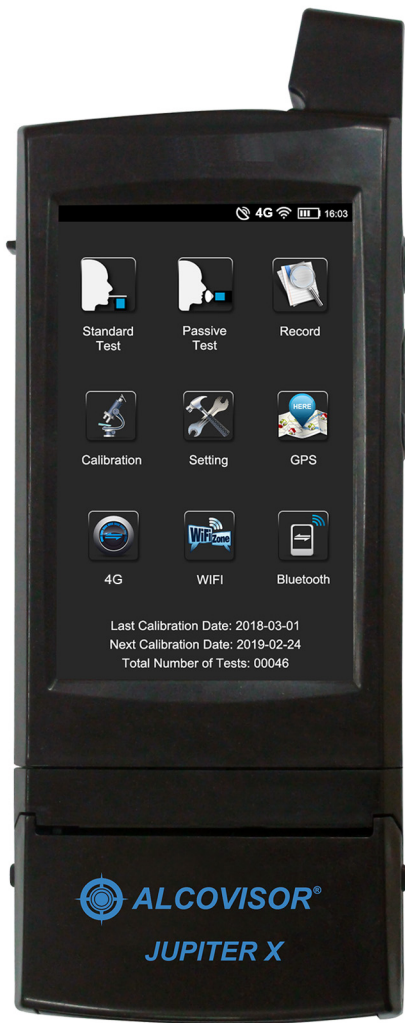 4G 16:03
Standard
Test
Passive
Test
Record
Calibration
Setting
HERE
GPS
4G
WiFi Zone
WIFI
Bluetooth
Last Calibration Date: 2018-03-01
Next Calibration Date: 2019-02-24
Total Number of Tests: 00046
ALCOVISOR®
JUPITER X